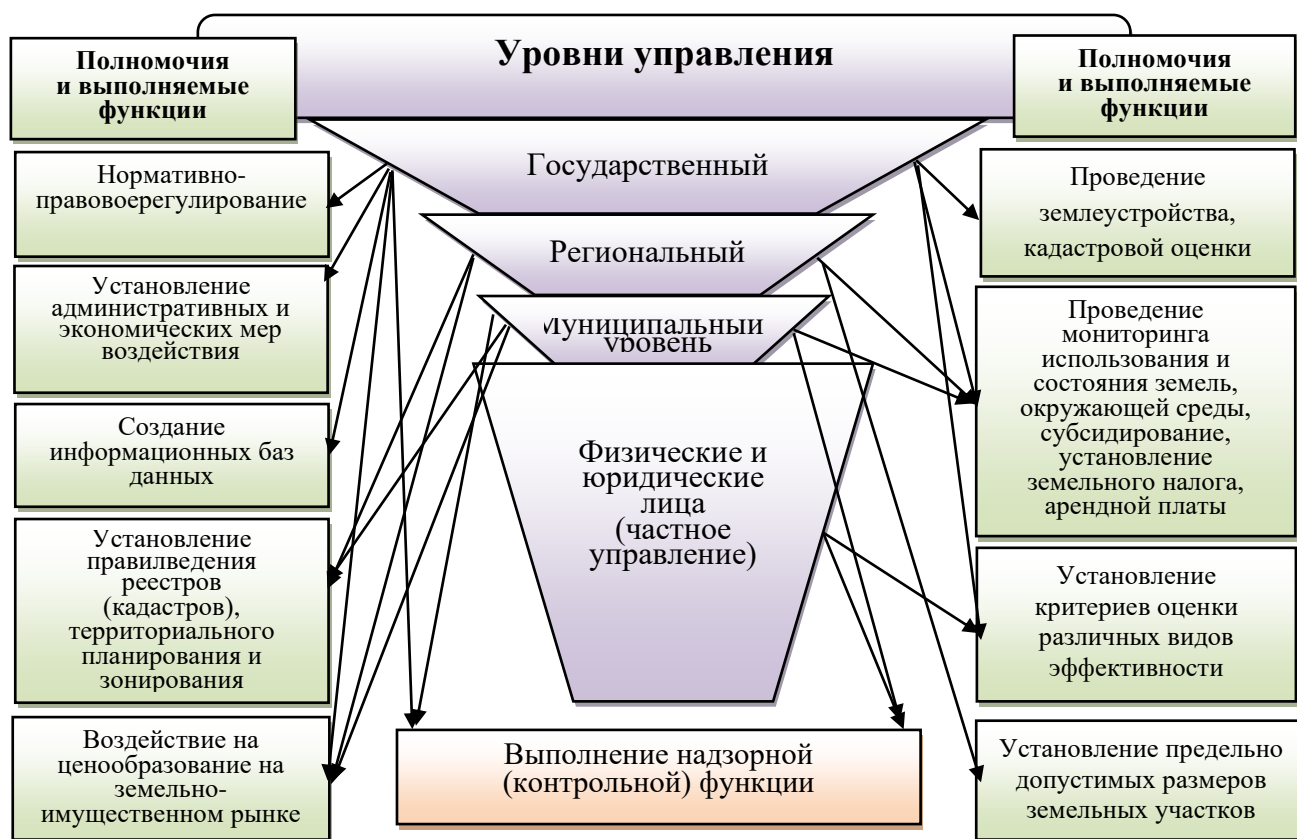 Уровни управления
Полномочия
и выполняемые
функции
Нормативно-
правовоерегулирование
Установление
административных и
экономических мер
воздействия
Создание
информационных баз
данных
Установление
правилведения
реестров
(кадастров),
территориального
планирования и
зонирования
Воздействие на
ценообразование на
земельно-
имущественном рынке
Государственный
Региональный
Муниципальный
уровень
Физические и
юридические
лица
(частное
управление)
Выполнение надзорной
(контрольной) функции
Полномочия
и выполняемые
функции
Проведение
землеустройства,
кадастровой оценки
Проведение
мониторинга
использования и
состояния земель,
окружающей среды,
субсидирование,
установление
земельного налога,
арендной платы
Установление
критериев оценки
различных видов
эффективности
Установление предельно
допустимых размеров
земельных участков